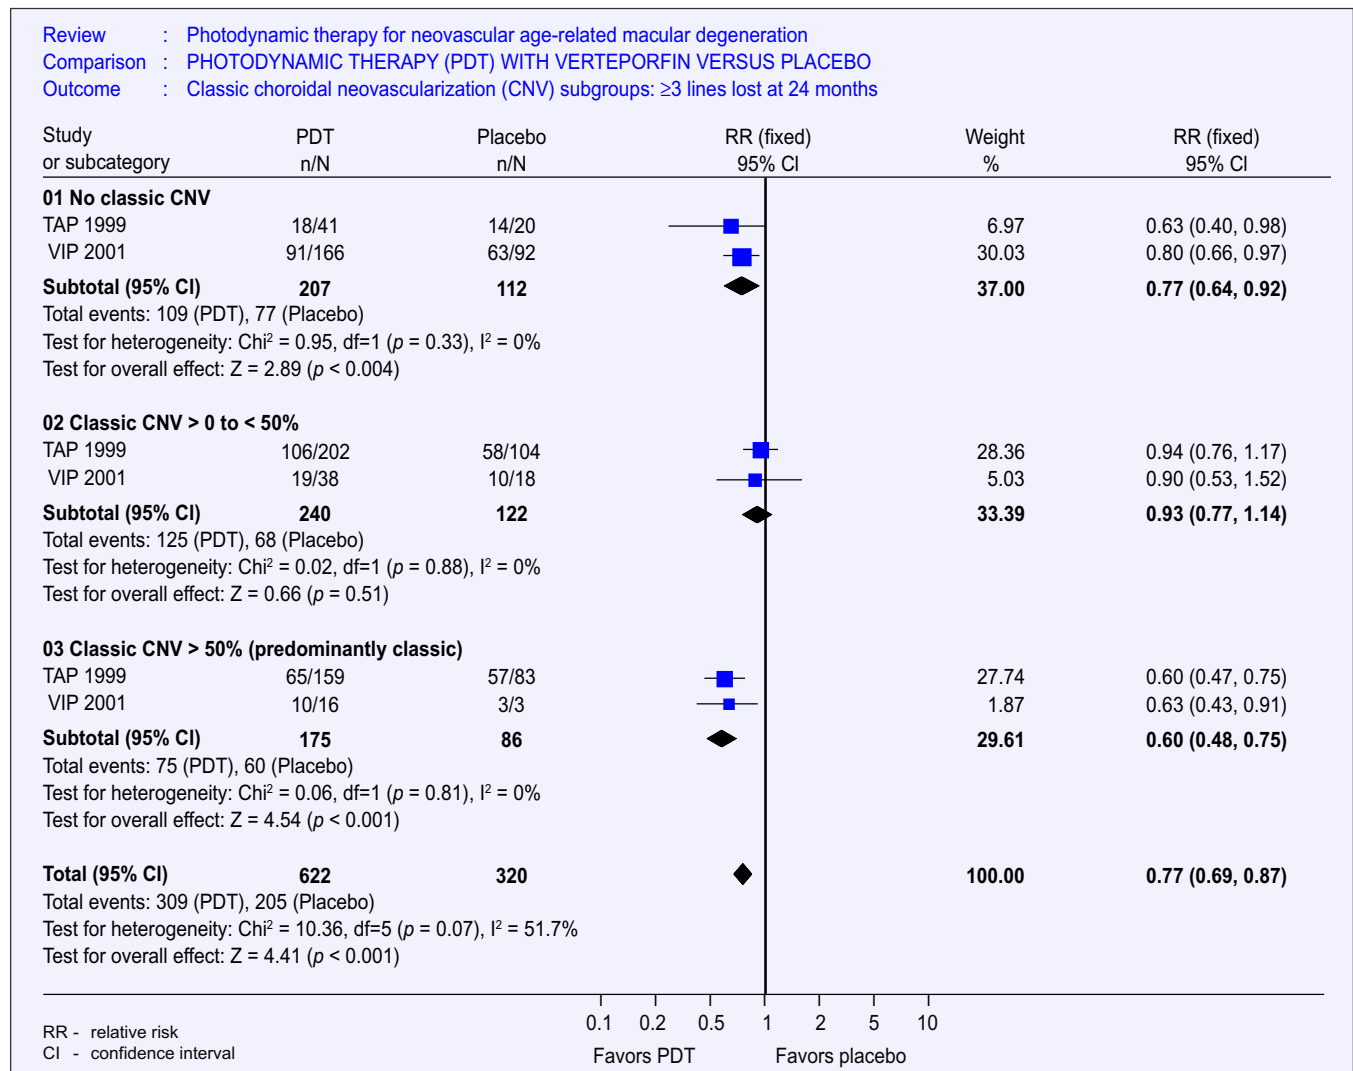 Review : Photodynamic therapy for neovascular age-related macular degeneration
Comparison : PHOTODYNAMIC THERAPY (PDT) WITH VERTEPORFIN VERSUS PLACEBO
Outcome : Classic choroidal neovascularization (CNV) subgroups: ≥3 lines lost at 24 months
Study PDT Placebo RR (fixed) Weight RR (fixed)
or subcategory n/N n/N 95% CI % 95% CI
01 No classic CNV
TAP 1999 18/41 14/20 6.97 0.63 (0.40, 0.98)
VIP 2001 91/166 63/92 30.03 0.80 (0.66, 0.97)
Subtotal (95% CI) 207 112 37.00 0.77 (0.64, 0.92)
Total events: 109 (PDT), 77 (Placebo)
Test for heterogeneity: Chi² = 0.95, df=1 (p = 0.33), I² = 0%
Test for overall effect: Z = 2.89 (p < 0.004)
02 Classic CNV > 0 to < 50%
TAP 1999 106/202 58/104 28.36 0.94 (0.76, 1.17)
VIP 2001 19/38 10/18 5.03 0.90 (0.53, 1.52)
Subtotal (95% CI) 240 122 33.39 0.93 (0.77, 1.14)
Total events: 125 (PDT), 68 (Placebo)
Test for heterogeneity: Chi² = 0.02, df=1 (p = 0.88), I² = 0%
Test for overall effect: Z = 0.66 (p = 0.51)
03 Classic CNV > 50% (predominantly classic)
TAP 1999 65/159 57/83 27.74 0.60 (0.47, 0.75)
VIP 2001 10/16 3/3 1.87 0.63 (0.43, 0.91)
Subtotal (95% CI) 175 86 29.61 0.60 (0.48, 0.75)
Total events: 75 (PDT), 60 (Placebo)
Test for heterogeneity: Chi² = 0.06, df=1 (p = 0.81), I² = 0%
Test for overall effect: Z = 4.54 (p < 0.001)
Total (95% CI) 622 320 100.00 0.77 (0.69, 0.87)
Total events: 309 (PDT), 205 (Placebo)
Test for heterogeneity: Chi² = 10.36, df=5 (p = 0.07), I² = 51.7%
Test for overall effect: Z = 4.41 (p < 0.001)
0.1 0.2 0.5 1 2 5 10
RR - relative risk
CI - confidence interval
Favors PDT Favors placebo